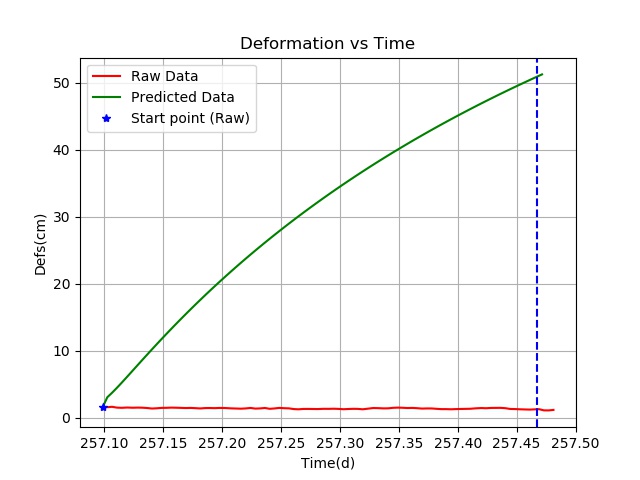 Deformation vs Time
Raw Data
Predicted Data
Start point (Raw)
50
40
30
20
10
0
Defs(cm)
257.10 257.15 257.20 257.25 257.30 257.35 257.40 257.45 257.50
Time(d)